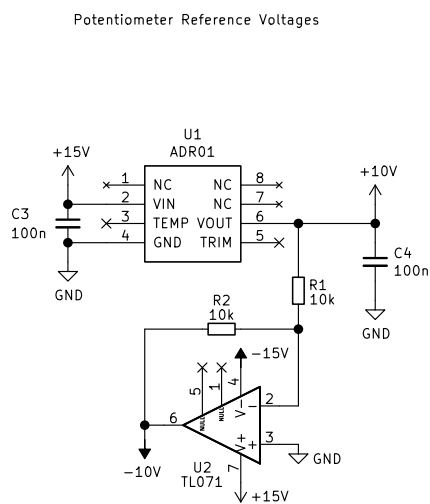 Potentiometer Reference Voltages
U1
ADR01
+15V
+10V
1 NC NC 8
2 VIN NC 7
3 TEMP VOUT 6
4 GND TRIM 5
C3
100n
GND
C4
100n
GND
R1
10k
R2
10k
-15V
5 NULL
1 NULL
4 V-
- 2
6
+ 3
V+
7
GND
-10V
U2
TL071
+15V